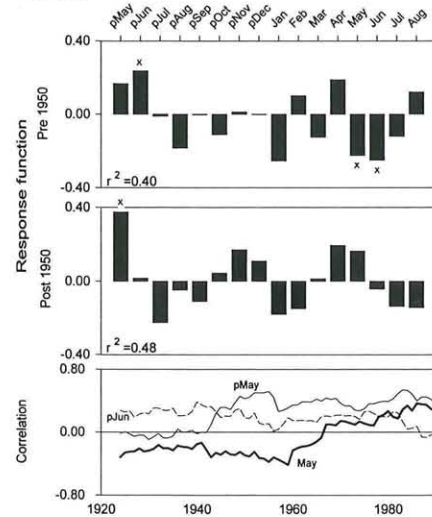 pMay pJun pJul pAug pSep pOct pNov pDec Jan Feb Mar Apr May Jun Jul Aug
0.40
x
0.00
x
x
-0.40
r²=0.40
Pre 1950
Response function
x
0.40
0.00
-0.40
r²=0.48
Post 1950
0.80
pMay
pJun
0.00
May
-0.80
Correlation
1920 1940 1960 1980